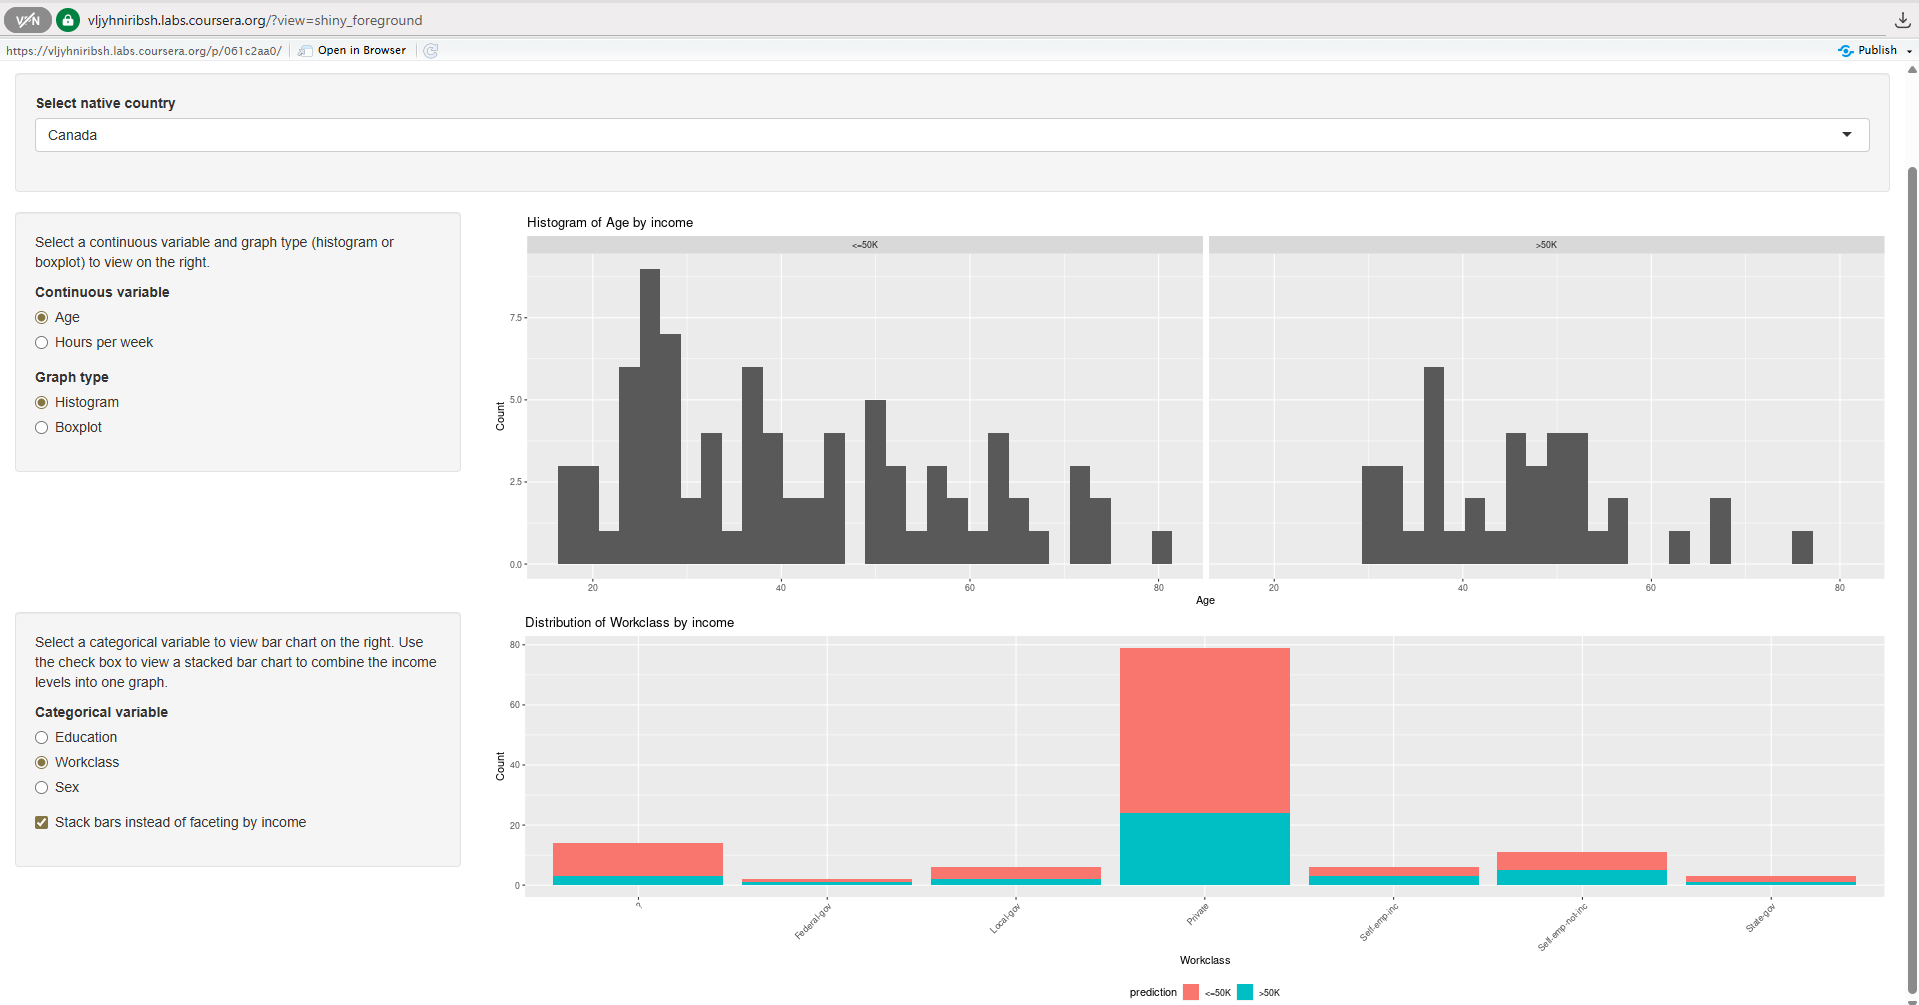 VPN
vljyhniribsh.labs.coursera.org/?view=shiny_foreground
https://vljyhniribsh.labs.coursera.org/p/061c2aa0/
Open in Browser
Publish
Select native country
Canada
Select a continuous variable and graph type (histogram or
boxplot) to view on the right.
Continuous variable
Age
Hours per week
Graph type
Histogram
Boxplot
Histogram of Age by income
<=50K
>50K
Count
7.5
5.0
2.5
0.0
20 40 60 80
20 40 60 80
Age
Select a categorical variable to view bar chart on the right. Use
the check box to view a stacked bar chart to combine the income
levels into one graph.
Categorical variable
Education
Workclass
Sex
Stack bars instead of faceting by income
Distribution of Workclass by income
Count
80
60
40
20
0
?
Federal-gov
Local-gov
Private
Self-emp-inc
Self-emp-not-inc
State-gov
Workclass
prediction <=50K >50K